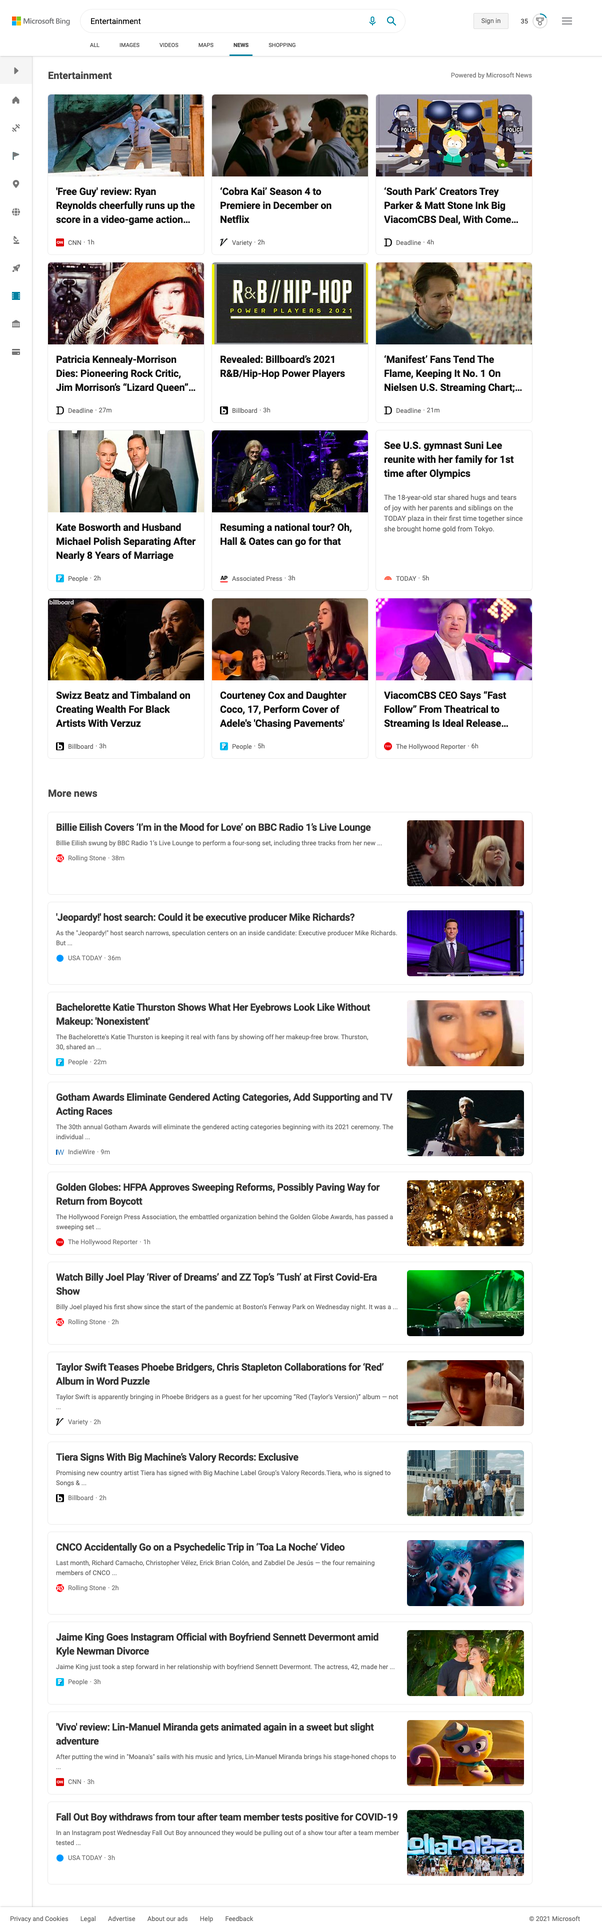 Microsoft Bing
Entertainment
Sign in
35
ALL
IMAGES
VIDEOS
MAPS
NEWS
SHOPPING
Entertainment
Powered by Microsoft News
'Free Guy' review: Ryan
Reynolds cheerfully runs up the
score in a video-game action...
CNN · 1h
‘Cobra Kai’ Season 4 to
Premiere in December on
Netflix
Variety · 2h
POLICE
POLICE
‘South Park’ Creators Trey
Parker & Matt Stone Ink Big
ViacomCBS Deal, With Come...
Deadline · 4h
Patricia Kennealy-Morrison
Dies: Pioneering Rock Critic,
Jim Morrison's “Lizard Queen”...
Deadline · 27m
R&B//HIP-HOP
POWER PLAYERS 2021
Revealed: Billboard's 2021
R&B/Hip-Hop Power Players
Billboard · 3h
‘Manifest’ Fans Tend The
Flame, Keeping It No. 1 On
Nielsen U.S. Streaming Chart;...
Deadline · 21m
Kate Bosworth and Husband
Michael Polish Separating After
Nearly 8 Years of Marriage
People · 2h
Resuming a national tour? Oh,
Hall & Oates can go for that
AP
Associated Press · 3h
See U.S. gymnast Suni Lee
reunite with her family for 1st
time after Olympics
The 18-year-old star shared hugs and tears
of joy with her parents and siblings on the
TODAY plaza in their first time together since
she brought home gold from Tokyo.
TODAY · 5h
billboard
Swizz Beatz and Timbaland on
Creating Wealth For Black
Artists With Verzuz
Billboard · 3h
Courteney Cox and Daughter
Coco, 17, Perform Cover of
Adele's 'Chasing Pavements'
People · 5h
ViacomCBS CEO Says “Fast
Follow” From Theatrical to
Streaming Is Ideal Release...
The Hollywood Reporter · 6h
More news
Billie Eilish Covers ‘I’m in the Mood for Love’ on BBC Radio 1’s Live Lounge
Billie Eilish swung by BBC Radio 1's Live Lounge to perform a four-song set, including three tracks from her new ...
Rolling Stone · 38m
'Jeopardy!' host search: Could it be executive producer Mike Richards?
As the "Jeopardy!" host search narrows, speculation centers on an inside candidate: Executive producer Mike Richards.
But ...
USA TODAY · 36m
Bachelorette Katie Thurston Shows What Her Eyebrows Look Like Without
Makeup: 'Nonexistent'
The Bachelorette's Katie Thurston is keeping it real with fans by showing off her makeup-free brow. Thurston,
30, shared an ...
People · 22m
Gotham Awards Eliminate Gendered Acting Categories, Add Supporting and TV
Acting Races
The 30th annual Gotham Awards will eliminate the gendered acting categories beginning with its 2021 ceremony. The
individual ...
IW
IndieWire · 9m
Golden Globes: HFPA Approves Sweeping Reforms, Possibly Paving Way for
Return from Boycott
The Hollywood Foreign Press Association, the embattled organization behind the Golden Globe Awards, has passed a
sweeping set ...
The Hollywood Reporter · 1h
Watch Billy Joel Play ‘River of Dreams’ and ZZ Top’s ‘Tush’ at First Covid-Era
Show
Billy Joel played his first show since the start of the pandemic at Boston's Fenway Park on Wednesday night. It was a ...
Rolling Stone · 2h
Taylor Swift Teases Phoebe Bridgers, Chris Stapleton Collaborations for ‘Red’
Album in Word Puzzle
Taylor Swift is apparently bringing in Phoebe Bridgers as a guest for her upcoming “Red (Taylor's Version)” album — not
...
Variety · 2h
Tiera Signs With Big Machine's Valory Records: Exclusive
Promising new country artist Tiera has signed with Big Machine Label Group's Valory Records.Tiera, who is signed to
Songs & ...
Billboard · 2h
CNCO Accidentally Go on a Psychedelic Trip in ‘Toa La Noche’ Video
Last month, Richard Camacho, Christopher Vélez, Erick Brian Colón, and Zabdiel De Jesús — the four remaining
members of CNCO ...
Rolling Stone · 2h
Jaime King Goes Instagram Official with Boyfriend Sennett Devermont amid
Kyle Newman Divorce
Jaime King just took a step forward in her relationship with boyfriend Sennett Devermont. The actress, 42, made her ...
People · 3h
'Vivo' review: Lin-Manuel Miranda gets animated again in a sweet but slight
adventure
After putting the wind in "Moana's" sails with his music and lyrics, Lin-Manuel Miranda brings his stage-honed chops to
...
CNN · 3h
Fall Out Boy withdraws from tour after team member tests positive for COVID-19
In an Instagram post Wednesday Fall Out Boy announced they would be pulling out of a show tour after a team member
tested ...
USA TODAY · 3h
ollapalooza
Privacy and Cookies
Legal
Advertise
About our ads
Help
Feedback
© 2021 Microsoft